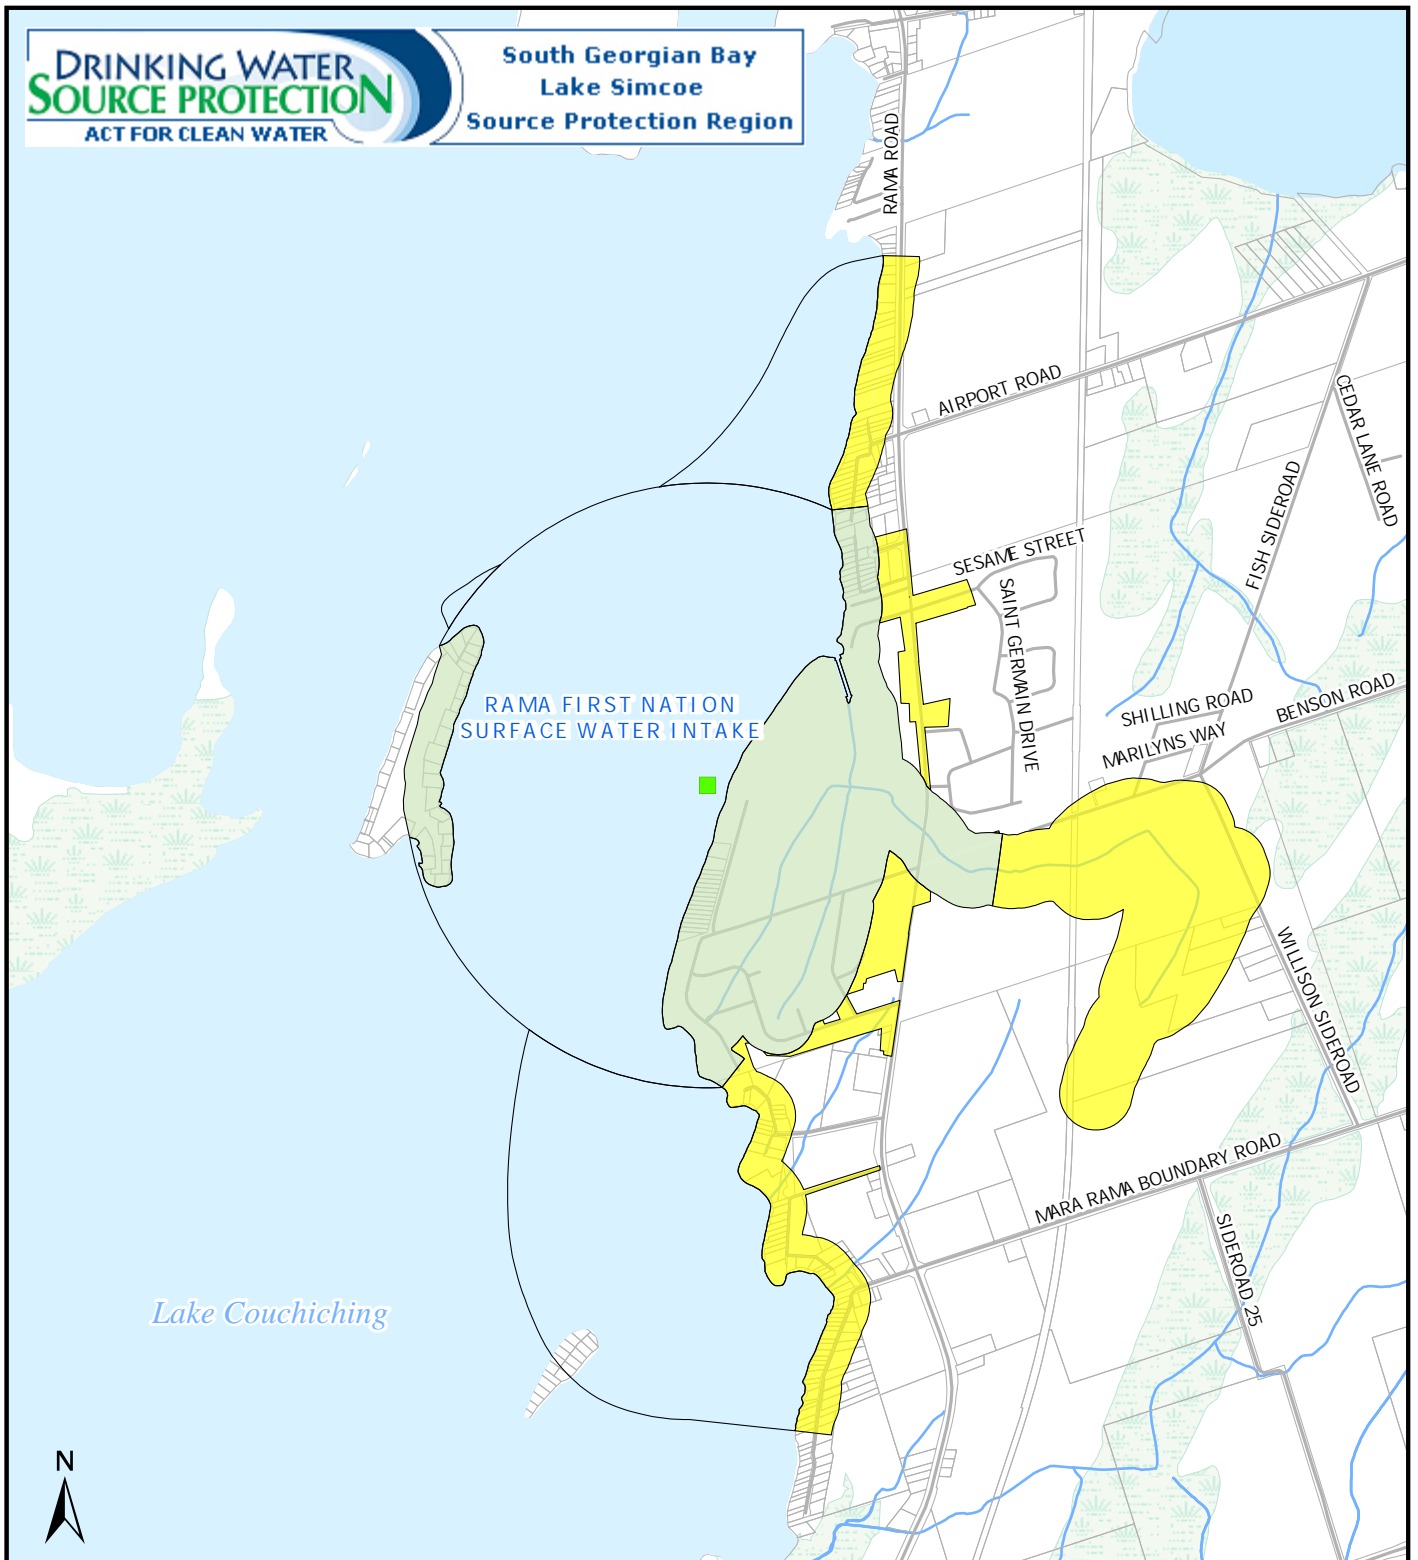 DRINKING WATER
SOURCE PROTECTION
ACT FOR CLEAN WATER
South Georgian Bay
Lake Simcoe
Source Protection Region
RAMA ROAD
AIRPORT ROAD
CEDAR LANE ROAD
FISH SIDEROAD
SESAME STREET
SAINT GERMAIN DRIVE
RAMA FIRST NATION
SURFACE WATER INTAKE
SHILLING ROAD
BENSON ROAD
MARILYNS WAY
WILLISON SIDEROAD
MARA RAMA BOUNDARY ROAD
SIDEROAD 25
Lake Couchiching
N